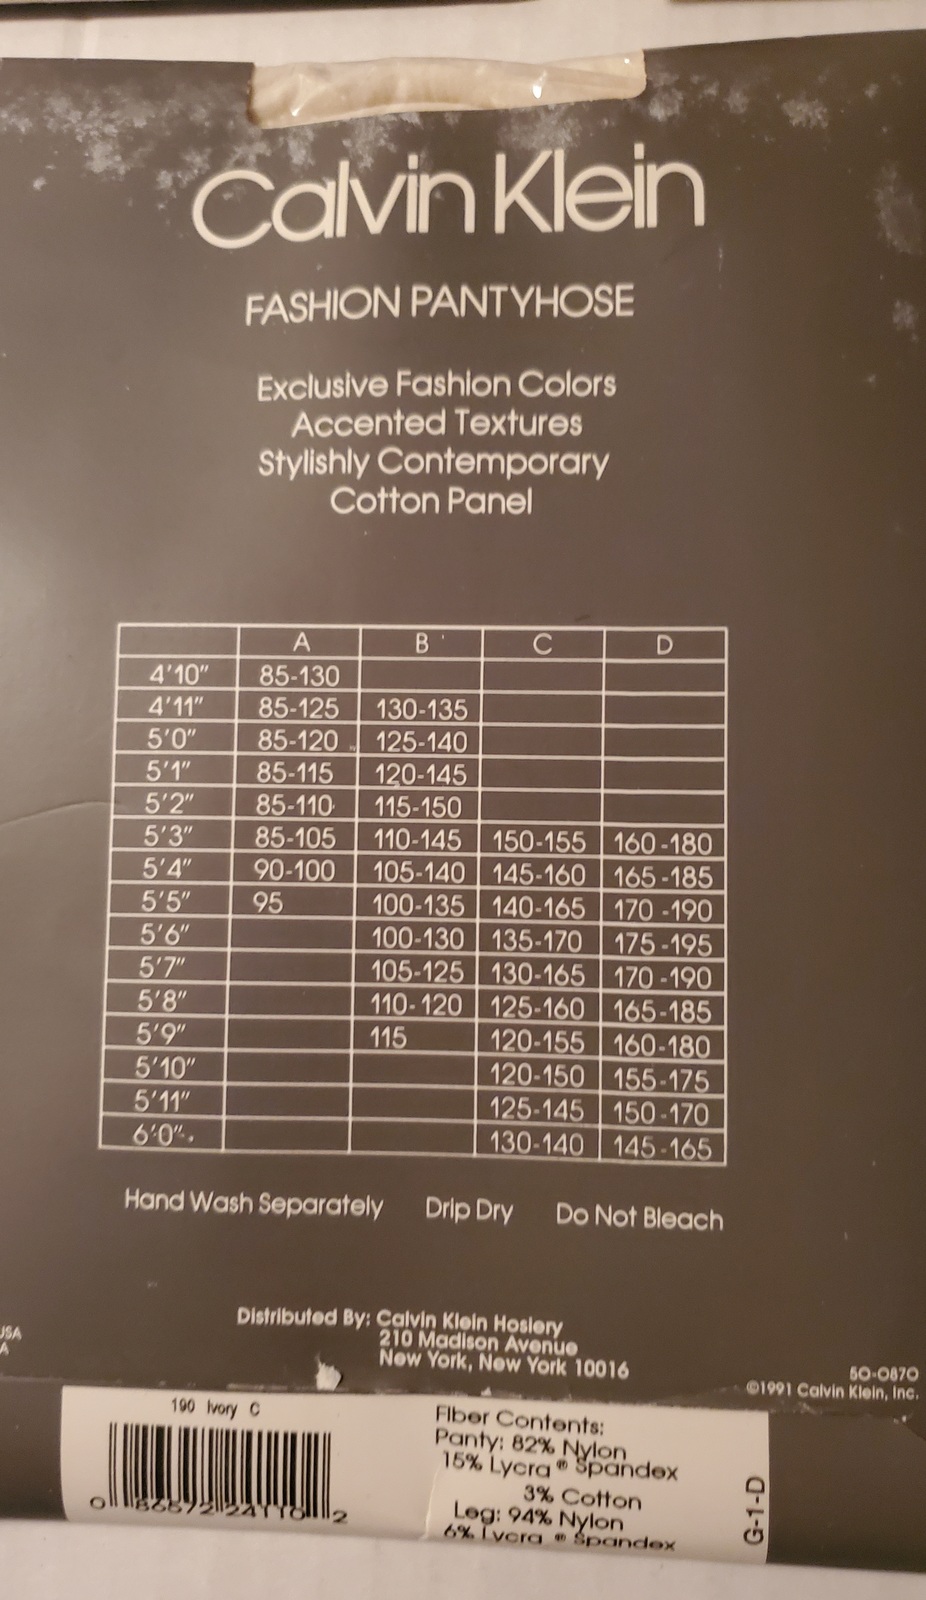 Calvin Klein
FASHION PANTYHOSE
Exclusive Fashion Colors
Accented Textures
Stylishly Contemporary
Cotton Panel
A B C D
4'10" 85-130
4'11" 85-125 130-135
5'0" 85-120 125-140
5'1" 85-115 120-145
5'2" 85-110 115-150
5'3" 85-105 110-145 150-155 160-180
5'4" 90-100 105-140 145-160 165-185
5'5" 95 100-135 140-165 170-190
5'6" 100-130 135-170 175-195
5'7" 105-125 130-165 170-190
5'8" 110-120 125-160 165-185
5'9" 115 120-155 160-180
5'10" 120-150 155-175
5'11" 125-145 150-170
6'0" 130-140 145-165
Hand Wash Separately Drip Dry Do Not Bleach
Distributed By: Calvin Klein Hosiery
210 Madison Avenue
New York, New York 10016
USA
A
50-0870
©1991 Calvin Klein, Inc.
190 Ivory C
0 86572 24110 2
Fiber Contents:
Panty: 82% Nylon
15% Lycra® Spandex
3% Cotton
Leg: 94% Nylon
6% Lycra ® Spandex
G-1-D